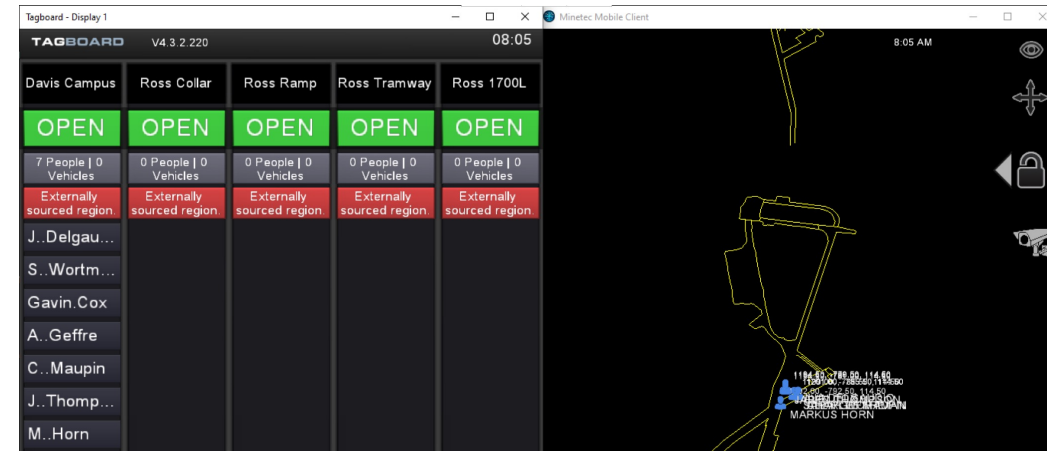 Tagboard - Display 1
TAGBOARD V4.3.2.220 08:05
Davis Campus Ross Collar Ross Ramp Ross Tramway Ross 1700L
OPEN OPEN OPEN OPEN OPEN
7 People | 0 0 People | 0 0 People | 0 0 People | 0 0 People | 0
Vehicles Vehicles Vehicles Vehicles Vehicles
Externally Externally Externally Externally Externally
sourced region. sourced region. sourced region. sourced region. sourced region.
J..Delgau...
S..Wortm...
Gavin.Cox
A..Geffre
C..Maupin
J..Thomp...
M..Horn
Minetec Mobile Client
8:05 AM
-792.50, 114.50
MARKUS HORN